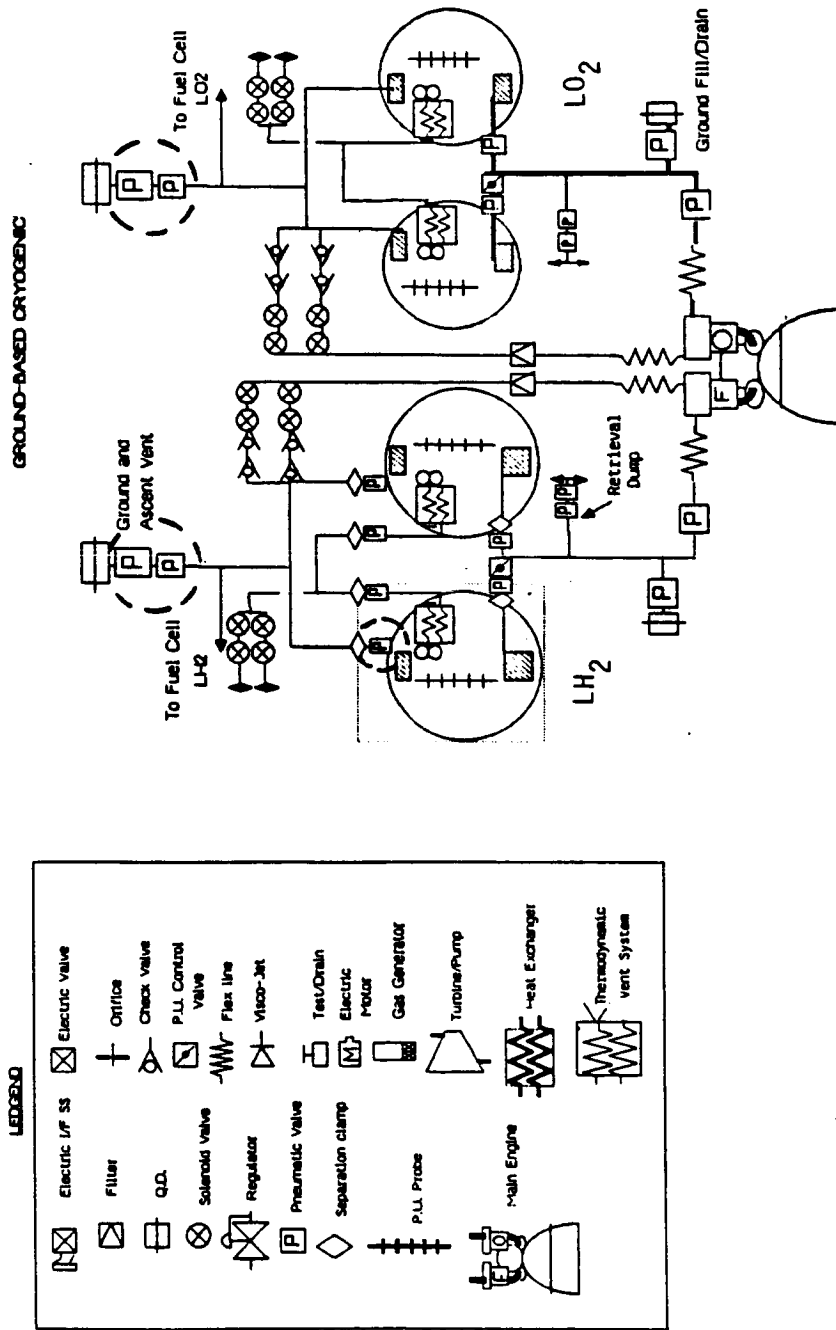 GROUND-BASED CRYOGENIC
Ground and
Ascent Vent
P
P
To Fuel Cell
LH2
P
P
P
P
P
P
P
P
P
P
P
P
LH2
Retrieval
Dump
P
P
F
O
P
P
To Fuel Cell
LO2
P
P
P
P
LO2
P
P
Ground Fill/Drain
LEDGEND
Electric I/F SS
Filter
Q.D.
Solenoid Valve
Regulator
P
Pneumatic Valve
Separation clamp
P.U. Probe
F
O
Main Engine
Electric Valve
Orifice
Check Valve
P.U. Control
Valve
Flex line
Visco-Jet
Test/Drain
M
Electric
Motor
Gas Generator
Turbine/Pump
Heat Exchanger
Thermodynamic
Vent System